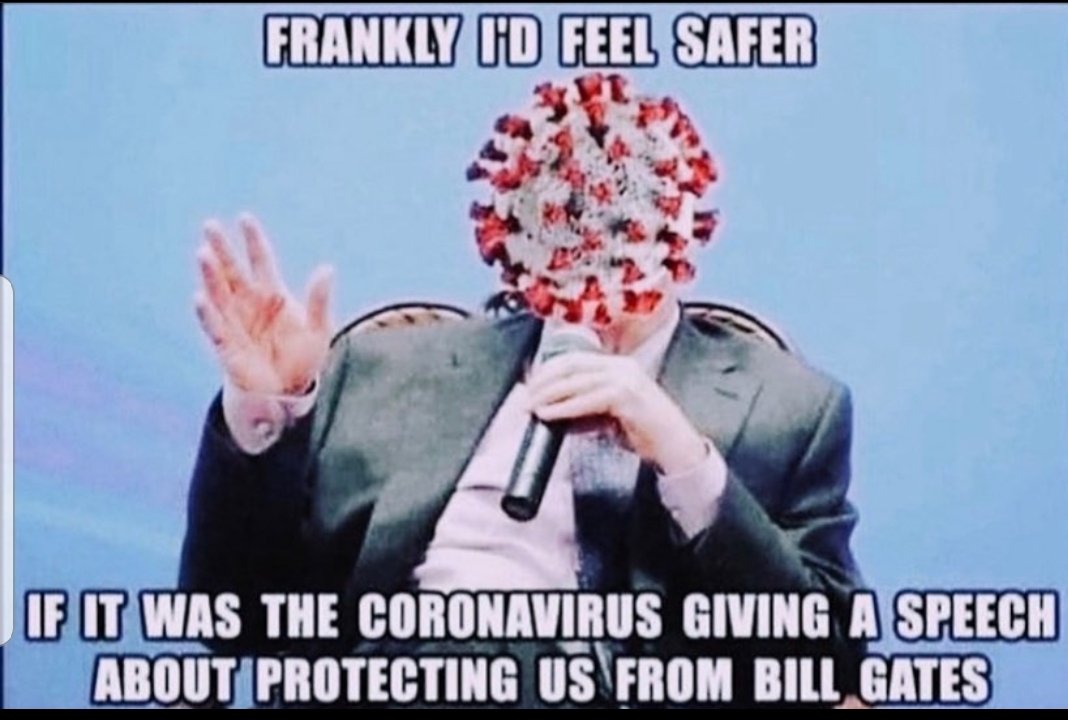 FRANKLY I'D FEEL SAFER
IF IT WAS THE CORONAVIRUS GIVING A SPEECH
ABOUT PROTECTING US FROM BILL GATES